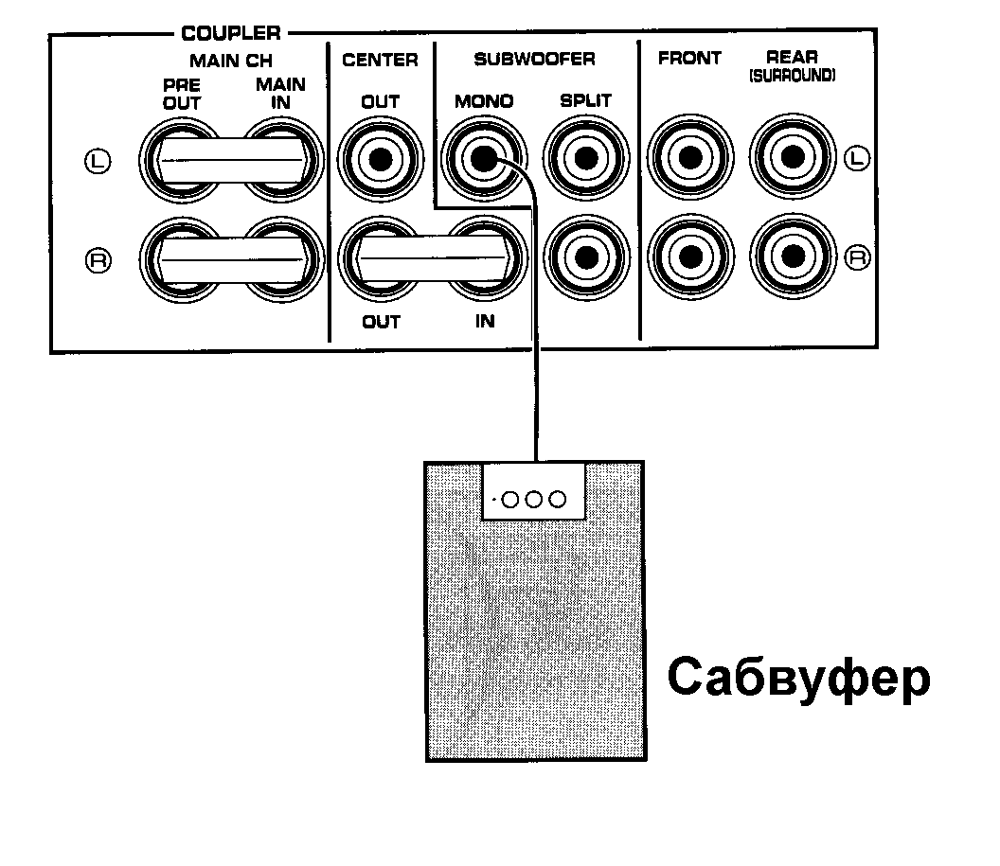 COUPLER
MAIN CH CENTER SUBWOOFER FRONT REAR
(SURROUND)
PRE OUT MAIN IN OUT MONO SPLIT
L L
R R
OUT IN
Сабвуфер